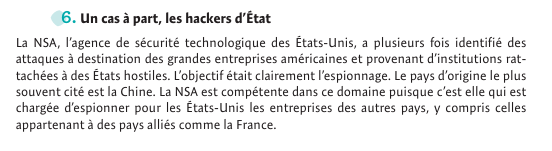 6. Un cas à part, les hackers d’État
La NSA, l’agence de sécurité technologique des États-Unis, a plusieurs fois identifié des
attaques à destination des grandes entreprises américaines et provenant d’institutions rat-
tachées à des États hostiles. L’objectif était clairement l’espionnage. Le pays d’origine le plus
souvent cité est la Chine. La NSA est compétente dans ce domaine puisque c’est elle qui est
chargée d’espionner pour les États-Unis les entreprises des autres pays, y compris celles
appartenant à des pays alliés comme la France.